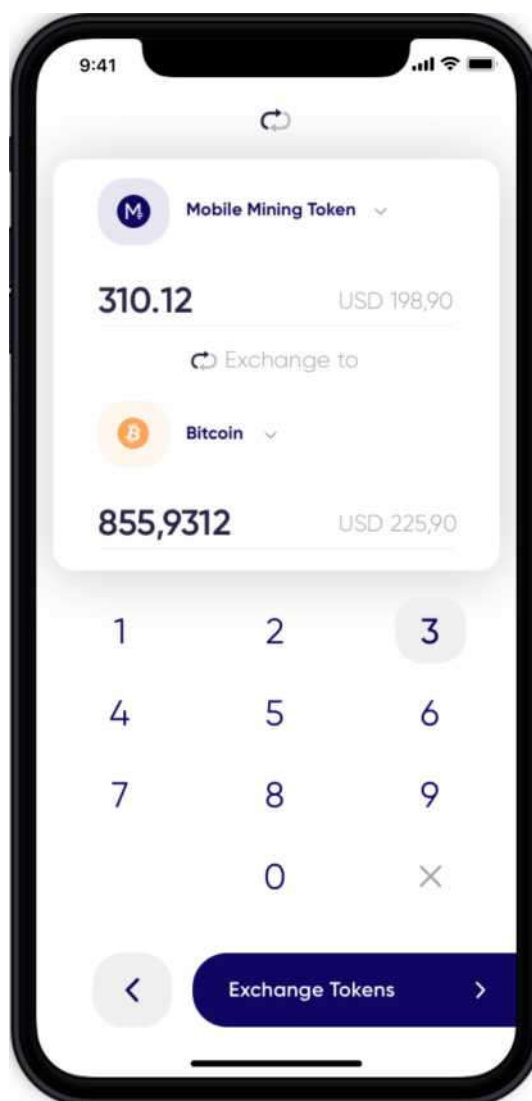 9:41
Mobile Mining Token
310.12 USD 198,90
Exchange to
Bitcoin
855,9312 USD 225,90
1 2 3
4 5 6
7 8 9
0 ×
Exchange Tokens